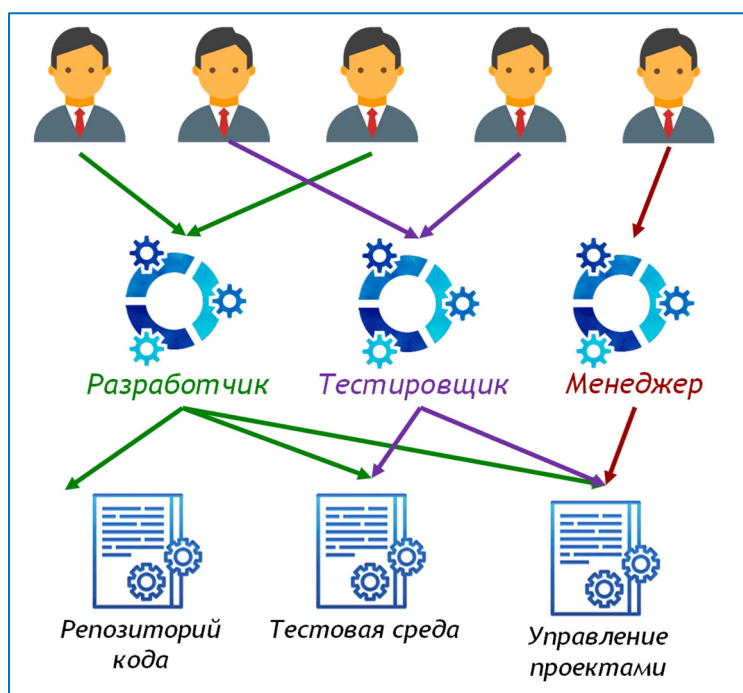 Разработчик
Тестировщик
Менеджер
Репозиторий
кода
Тестовая среда
Управление
проектами